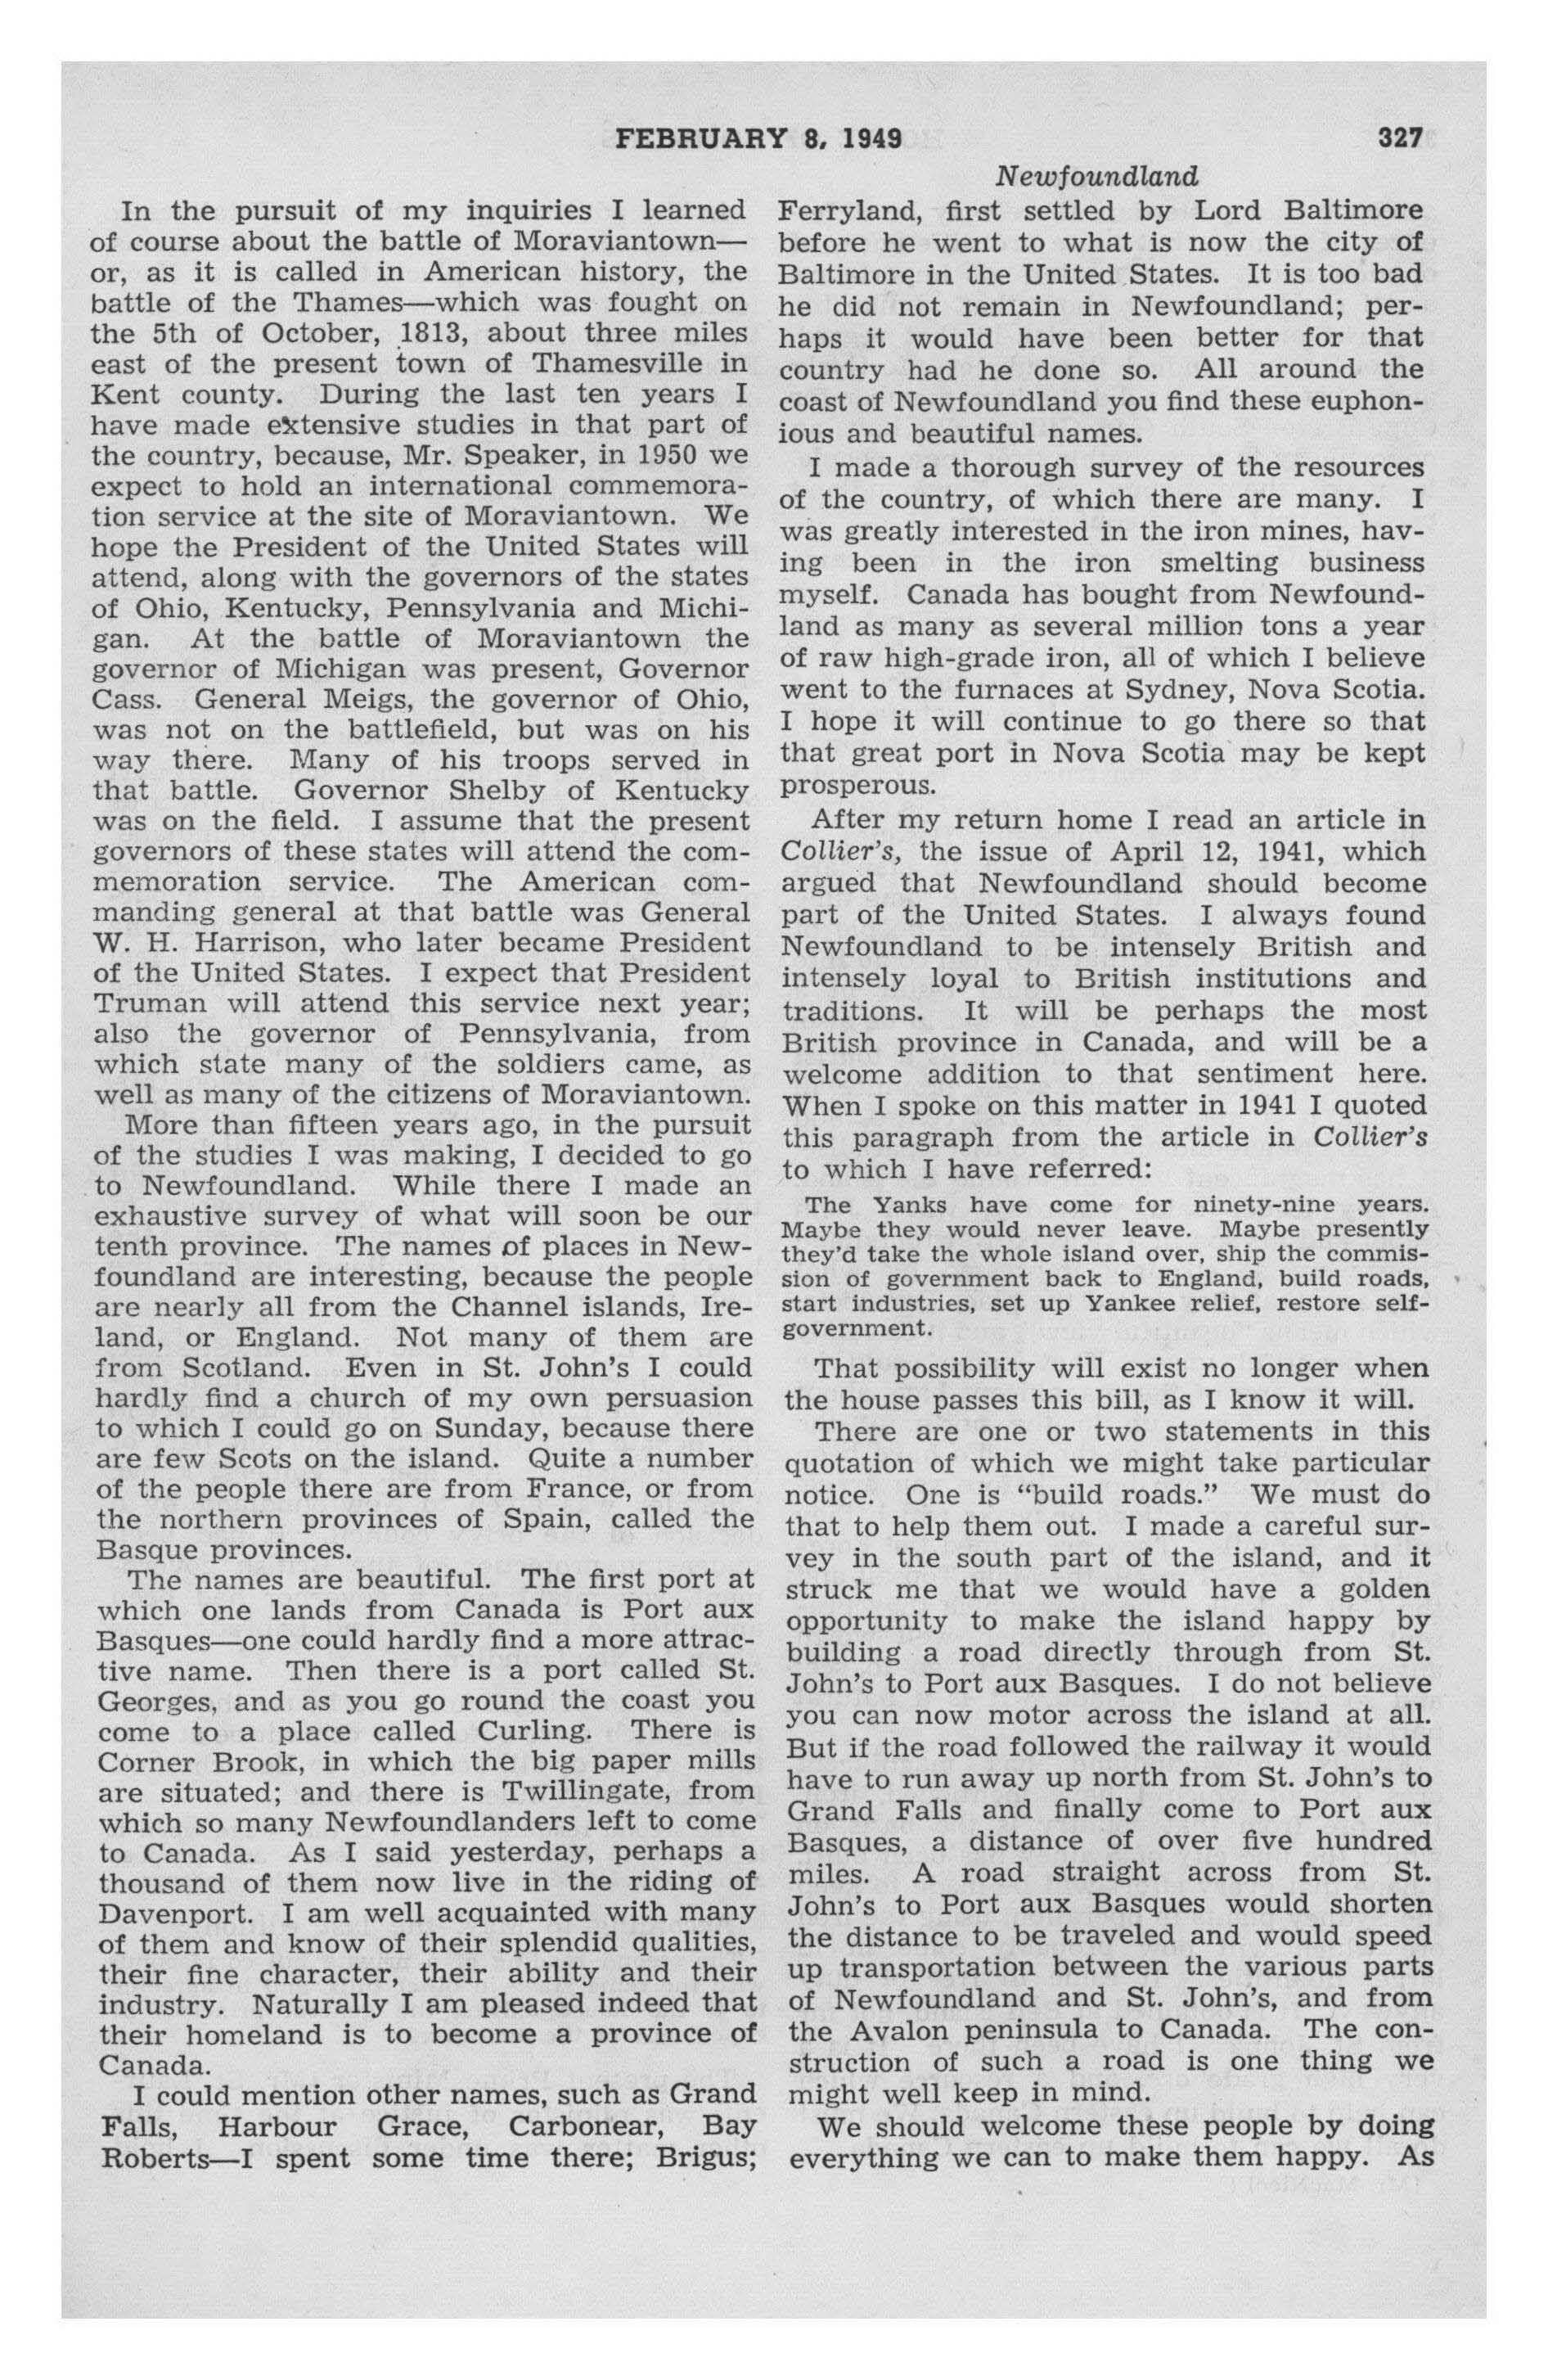 FEBRUARY 8, 1949 327
Newfoundland
In the pursuit of my inquiries I learned
of course about the battle of Moraviantown—
or, as it is called in American history, the
battle of the Thames—which was fought on
the 5th of October, 1813, about three miles
east of the present town of Thamesville in
Kent county. During the last ten years I
have made extensive studies in that part of
the country, because, Mr. Speaker, in 1950 we
expect to hold an international commemora-
tion service at the site of Moraviantown. We
hope the President of the United States will
attend, along with the governors of the states
of Ohio, Kentucky, Pennsylvania and Michi-
gan. At the battle of Moraviantown the
governor of Michigan was present, Governor
Cass. General Meigs, the governor of Ohio,
was not on the battlefield, but was on his
way there. Many of his troops served in
that battle. Governor Shelby of Kentucky
was on the field. I assume that the present
governors of these states will attend the com-
memoration service. The American com-
manding general at that battle was General
W. H. Harrison, who later became President
of the United States. I expect that President
Truman will attend this service next year;
also the governor of Pennsylvania, from
which state many of the soldiers came, as
well as many of the citizens of Moraviantown.
More than fifteen years ago, in the pursuit
of the studies I was making, I decided to go
to Newfoundland. While there I made an
exhaustive survey of what will soon be our
tenth province. The names of places in New-
foundland are interesting, because the people
are nearly all from the Channel islands, Ire-
land, or England. Not many of them are
from Scotland. Even in St. John's I could
hardly find a church of my own persuasion
to which I could go on Sunday, because there
are few Scots on the island. Quite a number
of the people there are from France, or from
the northern provinces of Spain, called the
Basque provinces.
The names are beautiful. The first port at
which one lands from Canada is Port aux
Basques—one could hardly find a more attrac-
tive name. Then there is a port called St.
Georges, and as you go round the coast you
come to a place called Curling. There is
Corner Brook, in which the big paper mills
are situated; and there is Twillingate, from
which so many Newfoundlanders left to come
to Canada. As I said yesterday, perhaps a
thousand of them now live in the riding of
Davenport. I am well acquainted with many
of them and know of their splendid qualities,
their fine character, their ability and their
industry. Naturally I am pleased indeed that
their homeland is to become a province of
Canada.
I could mention other names, such as Grand
Falls, Harbour Grace, Carbonear, Bay
Roberts—I spent some time there; Brigus;
Ferryland, first settled by Lord Baltimore
before he went to what is now the city of
Baltimore in the United States. It is too bad
he did not remain in Newfoundland; per-
haps it would have been better for that
country had he done so. All around the
coast of Newfoundland you find these euphon-
ious and beautiful names.
I made a thorough survey of the resources
of the country, of which there are many. I
was greatly interested in the iron mines, hav-
ing been in the iron smelting business
myself. Canada has bought from Newfound-
land as many as several million tons a year
of raw high-grade iron, all of which I believe
went to the furnaces at Sydney, Nova Scotia.
I hope it will continue to go there so that
that great port in Nova Scotia may be kept
prosperous.
After my return home I read an article in
Collier's, the issue of April 12, 1941, which
argued that Newfoundland should become
part of the United States. I always found
Newfoundland to be intensely British and
intensely loyal to British institutions and
traditions. It will be perhaps the most
British province in Canada, and will be a
welcome addition to that sentiment here.
When I spoke on this matter in 1941 I quoted
this paragraph from the article in Collier's
to which I have referred:
The Yanks have come for ninety-nine years.
Maybe they would never leave. Maybe presently
they'd take the whole island over, ship the commis-
sion of government back to England, build roads,
start industries, set up Yankee relief, restore self-
government.
That possibility will exist no longer when
the house passes this bill, as I know it will.
There are one or two statements in this
quotation of which we might take particular
notice. One is "build roads." We must do
that to help them out. I made a careful sur-
vey in the south part of the island, and it
struck me that we would have a golden
opportunity to make the island happy by
building a road directly through from St.
John's to Port aux Basques. I do not believe
you can now motor across the island at all.
But if the road followed the railway it would
have to run away up north from St. John's to
Grand Falls and finally come to Port aux
Basques, a distance of over five hundred
miles. A road straight across from St.
John's to Port aux Basques would shorten
the distance to be traveled and would speed
up transportation between the various parts
of Newfoundland and St. John's, and from
the Avalon peninsula to Canada. The con-
struction of such a road is one thing we
might well keep in mind.
We should welcome these people by doing
everything we can to make them happy. As